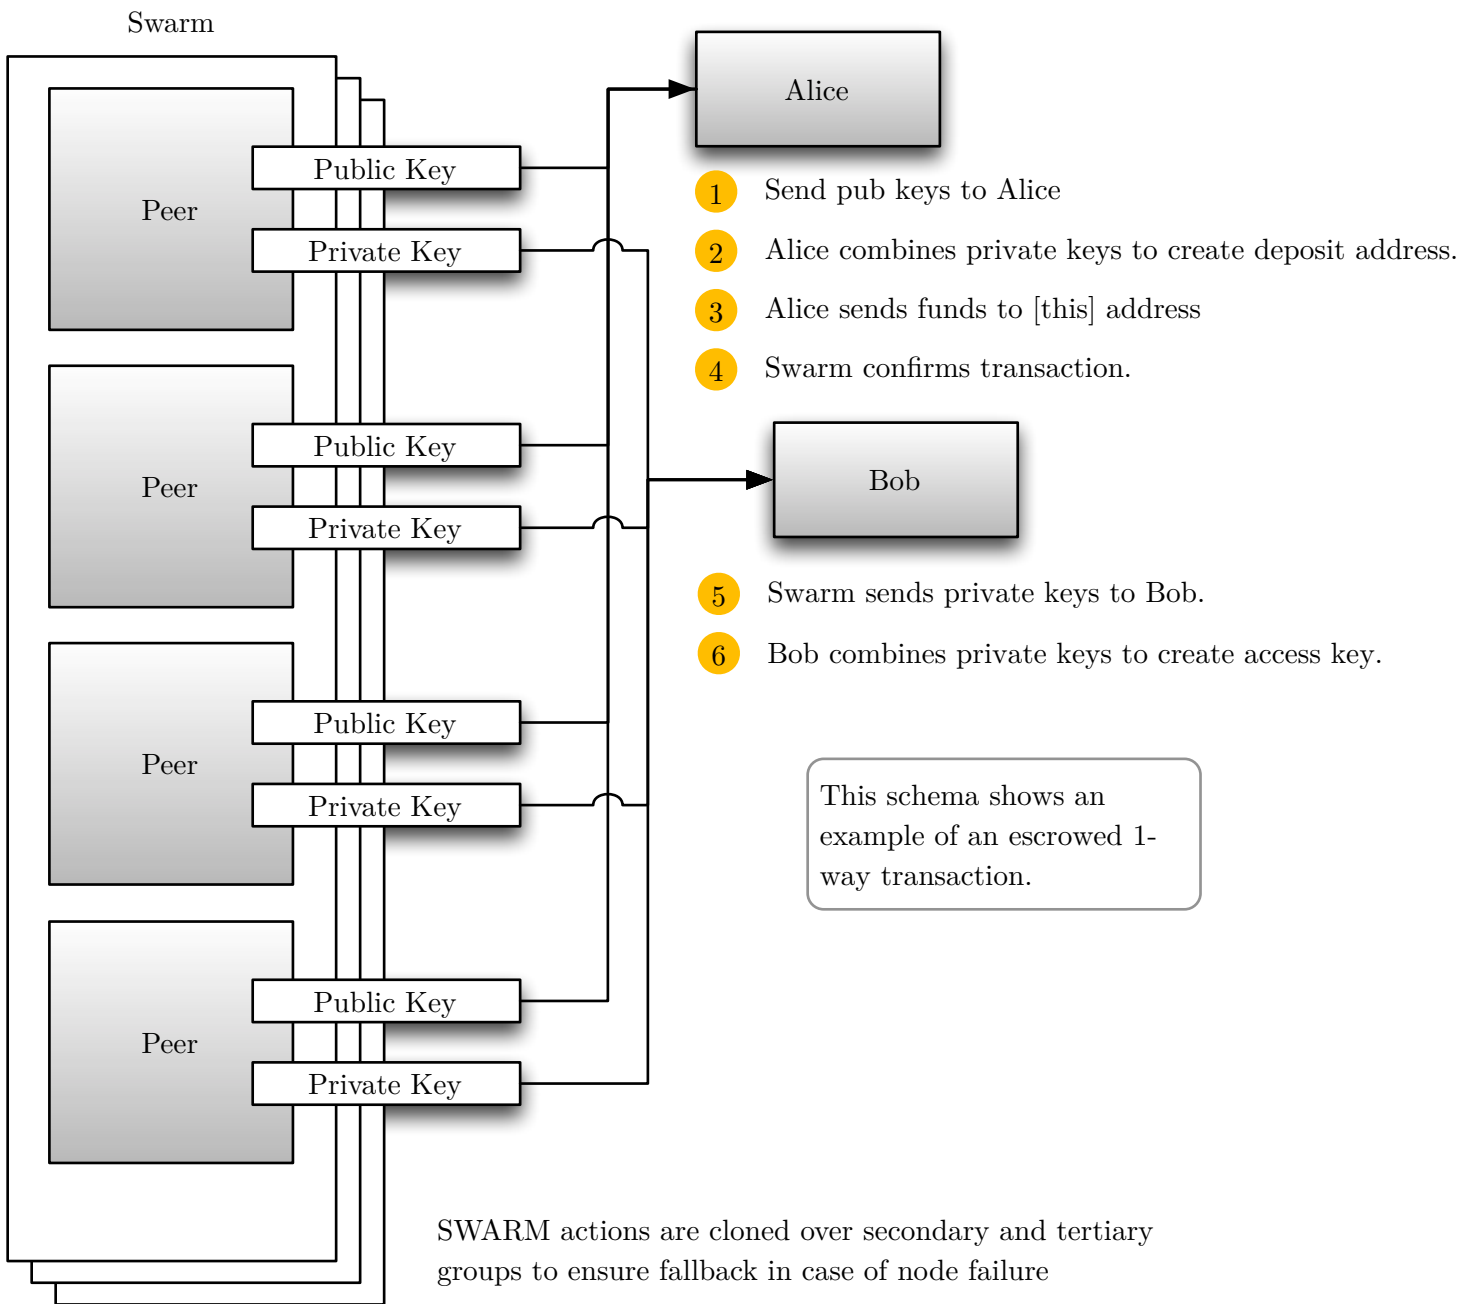 Swarm
Alice
Peer
Public Key
Private Key
1 Send pub keys to Alice
2 Alice combines private keys to create deposit address.
3 Alice sends funds to [this] address
4 Swarm confirms transaction.
Peer
Public Key
Private Key
Bob
5 Swarm sends private keys to Bob.
6 Bob combines private keys to create access key.
Peer
Public Key
Private Key
This schema shows an
example of an escrowed 1-
way transaction.
Peer
Public Key
Private Key
SWARM actions are cloned over secondary and tertiary
groups to ensure fallback in case of node failure